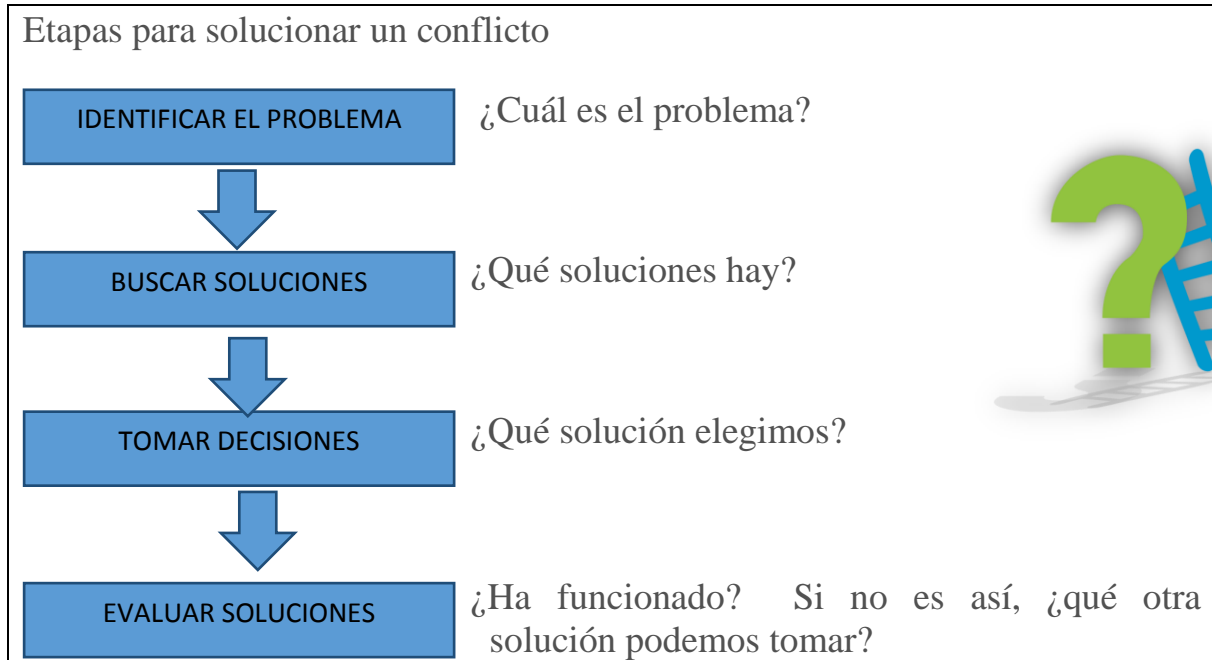 Etapas para solucionar un conflicto
IDENTIFICAR EL PROBLEMA
¿Cuál es el problema?
BUSCAR SOLUCIONES
¿Qué soluciones hay?
TOMAR DECISIONES
¿Qué solución elegimos?
EVALUAR SOLUCIONES
¿Ha funcionado? Si no es así, ¿qué otra
solución podemos tomar?
?